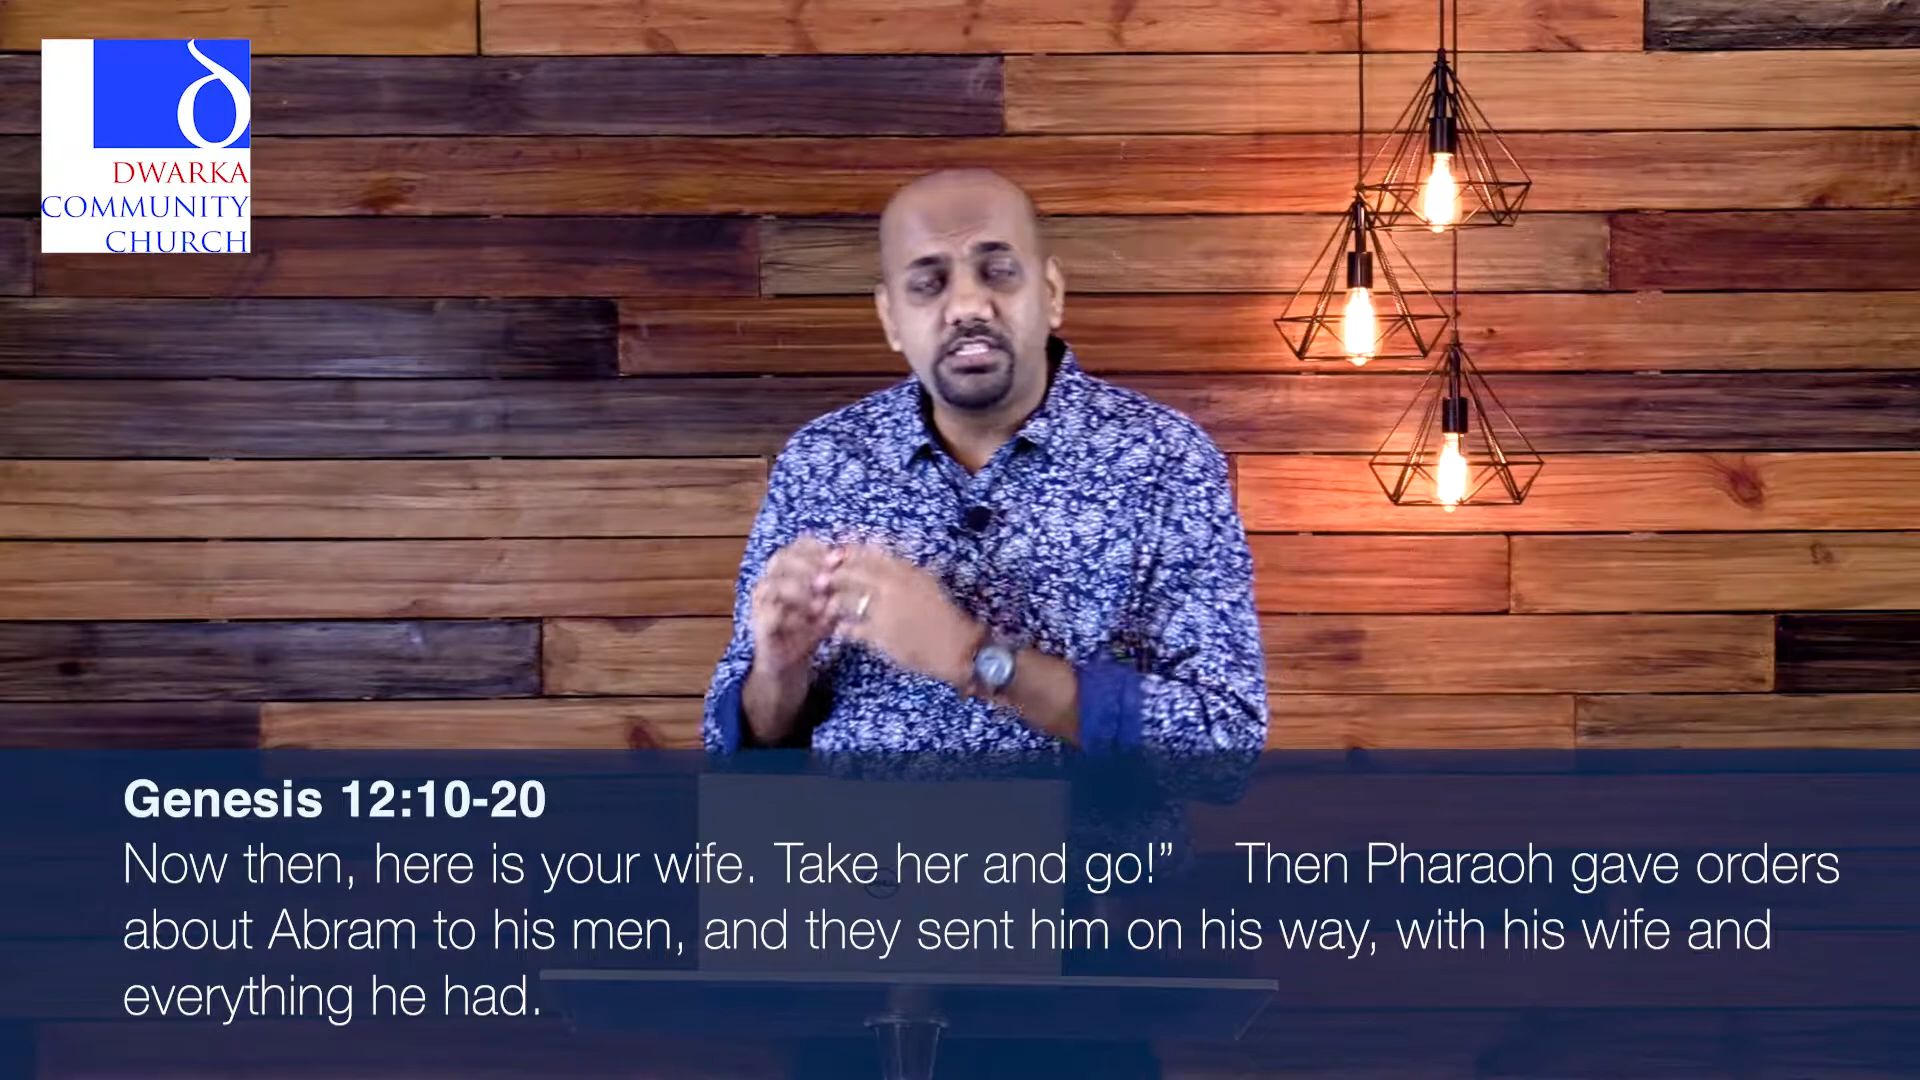 DWARKA
COMMUNITY
CHURCH
Genesis 12:10-20
Now then, here is your wife. Take her and go!” Then Pharaoh gave orders
about Abram to his men, and they sent him on his way, with his wife and
everything he had.